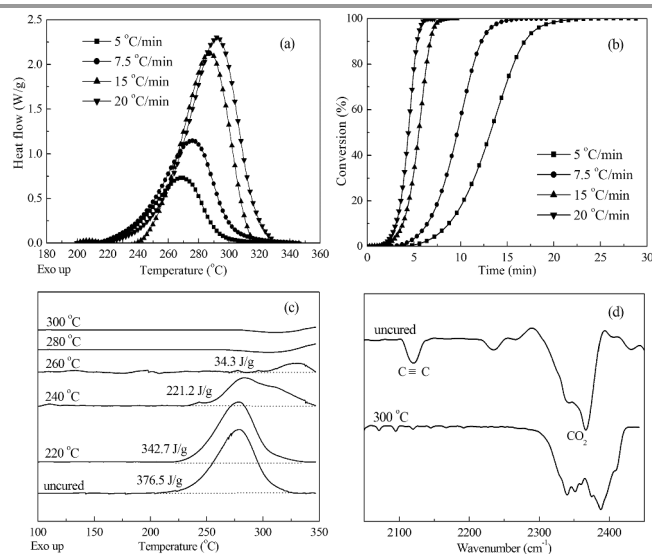 (a)
5 °C/min
7.5 °C/min
15 °C/min
20 °C/min
Heat flow (W/g)
2.5
2.0
1.5
1.0
0.5
0.0
180 200 220 240 260 280 300 320 340 360
Exo up
Temperature (°C)
(b)
Conversion (%)
100
80
60
40
20
0
5 °C/min
7.5 °C/min
15 °C/min
20 °C/min
0 5 10 15 20 25 30
Time (min)
(c)
300 °C
280 °C
260 °C
34.3 J/g
240 °C
221.2 J/g
220 °C
342.7 J/g
uncured
376.5 J/g
100 150 200 250 300 350
Exo up
Temperature (°C)
(d)
uncured
C ≡ C
300 °C
CO2
2100 2200 2300 2400
Wavenumber (cm-1)